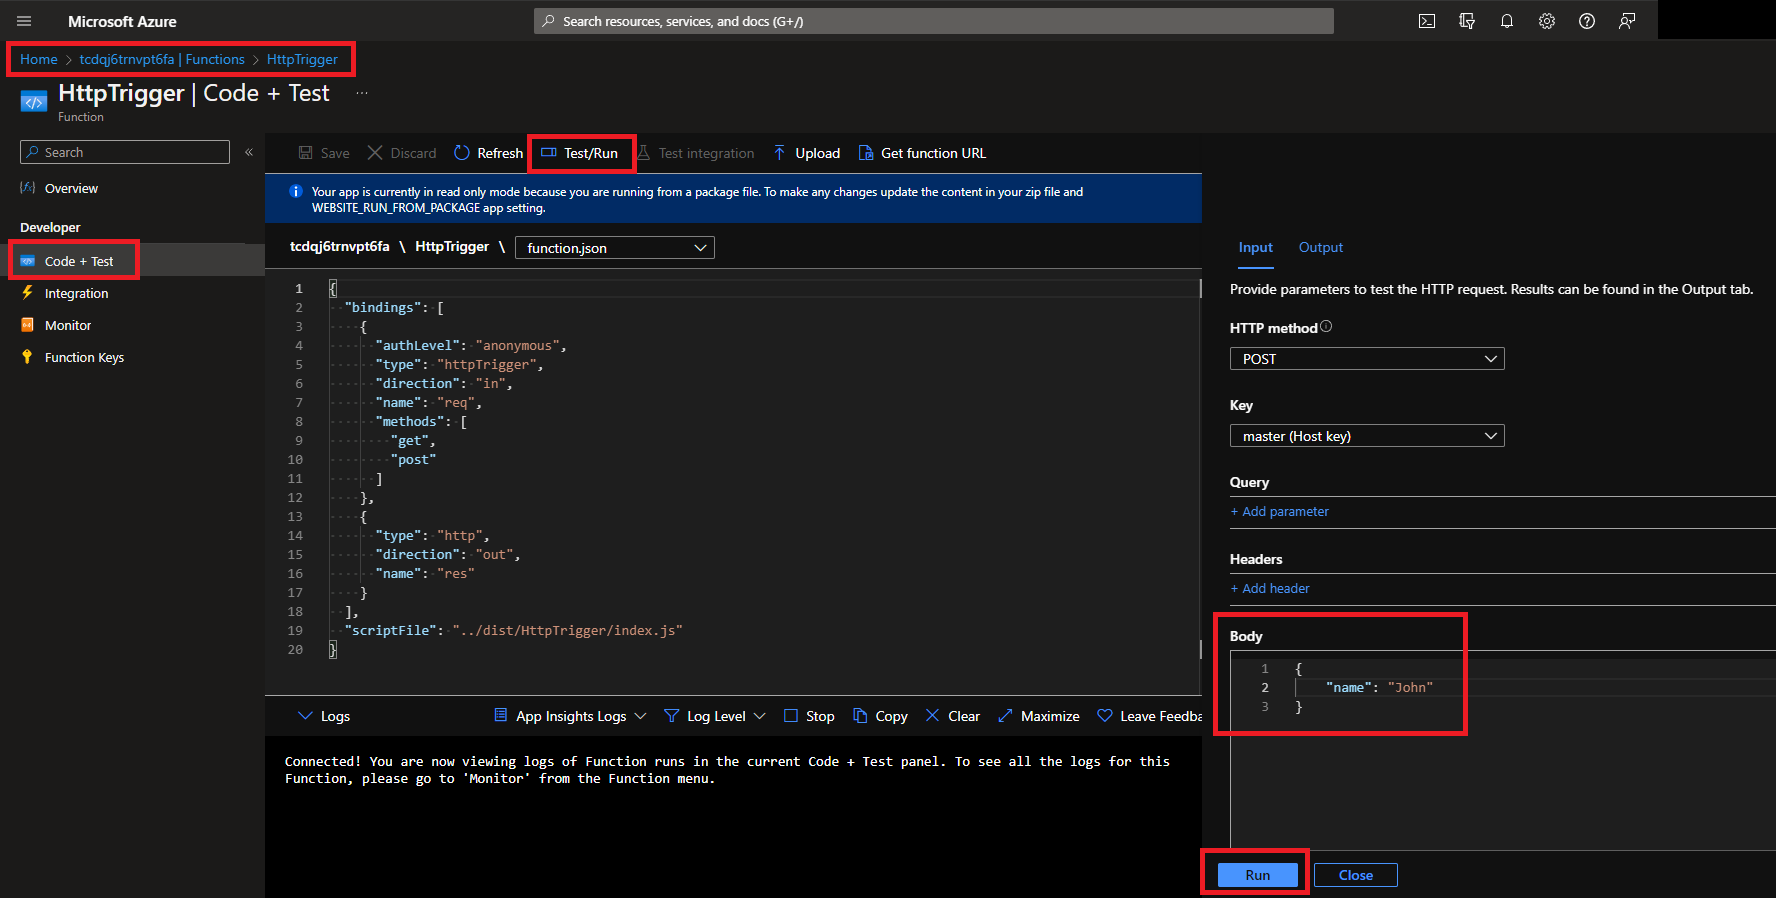 Microsoft Azure
Search resources, services, and docs (G+/)
Home > tcdqj6trnvpt6fa | Functions > HttpTrigger
HttpTrigger | Code + Test ...
Function
Search «
Overview
Developer
Code + Test
Integration
Monitor
Function Keys
Save Discard Refresh Test/Run Test integration Upload Get function URL
Your app is currently in read only mode because you are running from a package file. To make any changes update the content in your zip file and
WEBSITE_RUN_FROM_PACKAGE app setting.
tcdqj6trnvpt6fa \ HttpTrigger \ function.json
1 {
2 "bindings": [
3 {
4 "authLevel": "anonymous",
5 "type": "httpTrigger",
6 "direction": "in",
7 "name": "req",
8 "methods": [
9 "get",
10 "post"
11 ]
12 },
13 {
14 "type": "http",
15 "direction": "out",
16 "name": "res"
17 }
18 ],
19 "scriptFile": "../dist/HttpTrigger/index.js"
20 }
Logs App Insights Logs Log Level Stop Copy Clear Maximize Leave Feedba
Connected! You are now viewing logs of Function runs in the current Code + Test panel. To see all the logs for this
Function, please go to 'Monitor' from the Function menu.
Input Output
Provide parameters to test the HTTP request. Results can be found in the Output tab.
HTTP method
POST
Key
master (Host key)
Query
+ Add parameter
Headers
+ Add header
Body
1 {
2 "name": "John"
3 }
Run Close